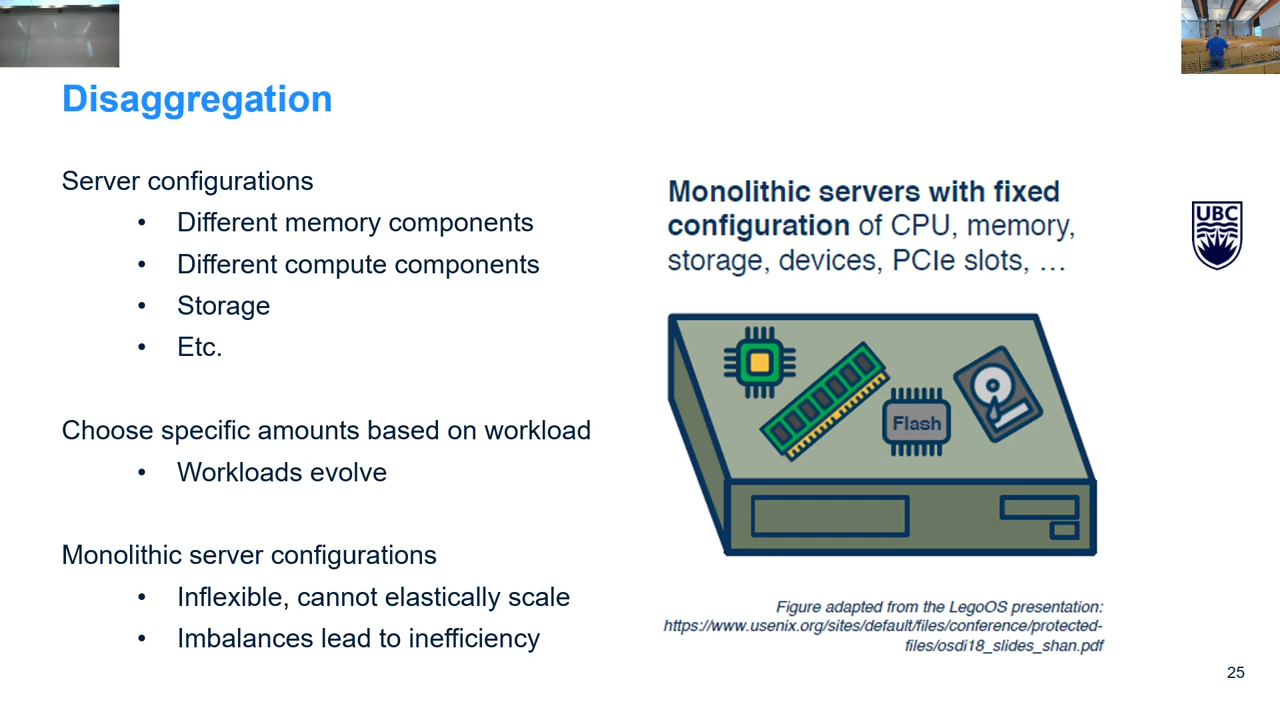 Disaggregation
Server configurations
• Different memory components
• Different compute components
• Storage
• Etc.
Choose specific amounts based on workload
• Workloads evolve
Monolithic server configurations
• Inflexible, cannot elastically scale
• Imbalances lead to inefficiency
Monolithic servers with fixed
configuration of CPU, memory,
storage, devices, PCIe slots, …
Flash
Figure adapted from the LegoOS presentation:
https://www.usenix.org/sites/default/files/conference/protected-
files/osdi18_slides_shan.pdf
UBC
25